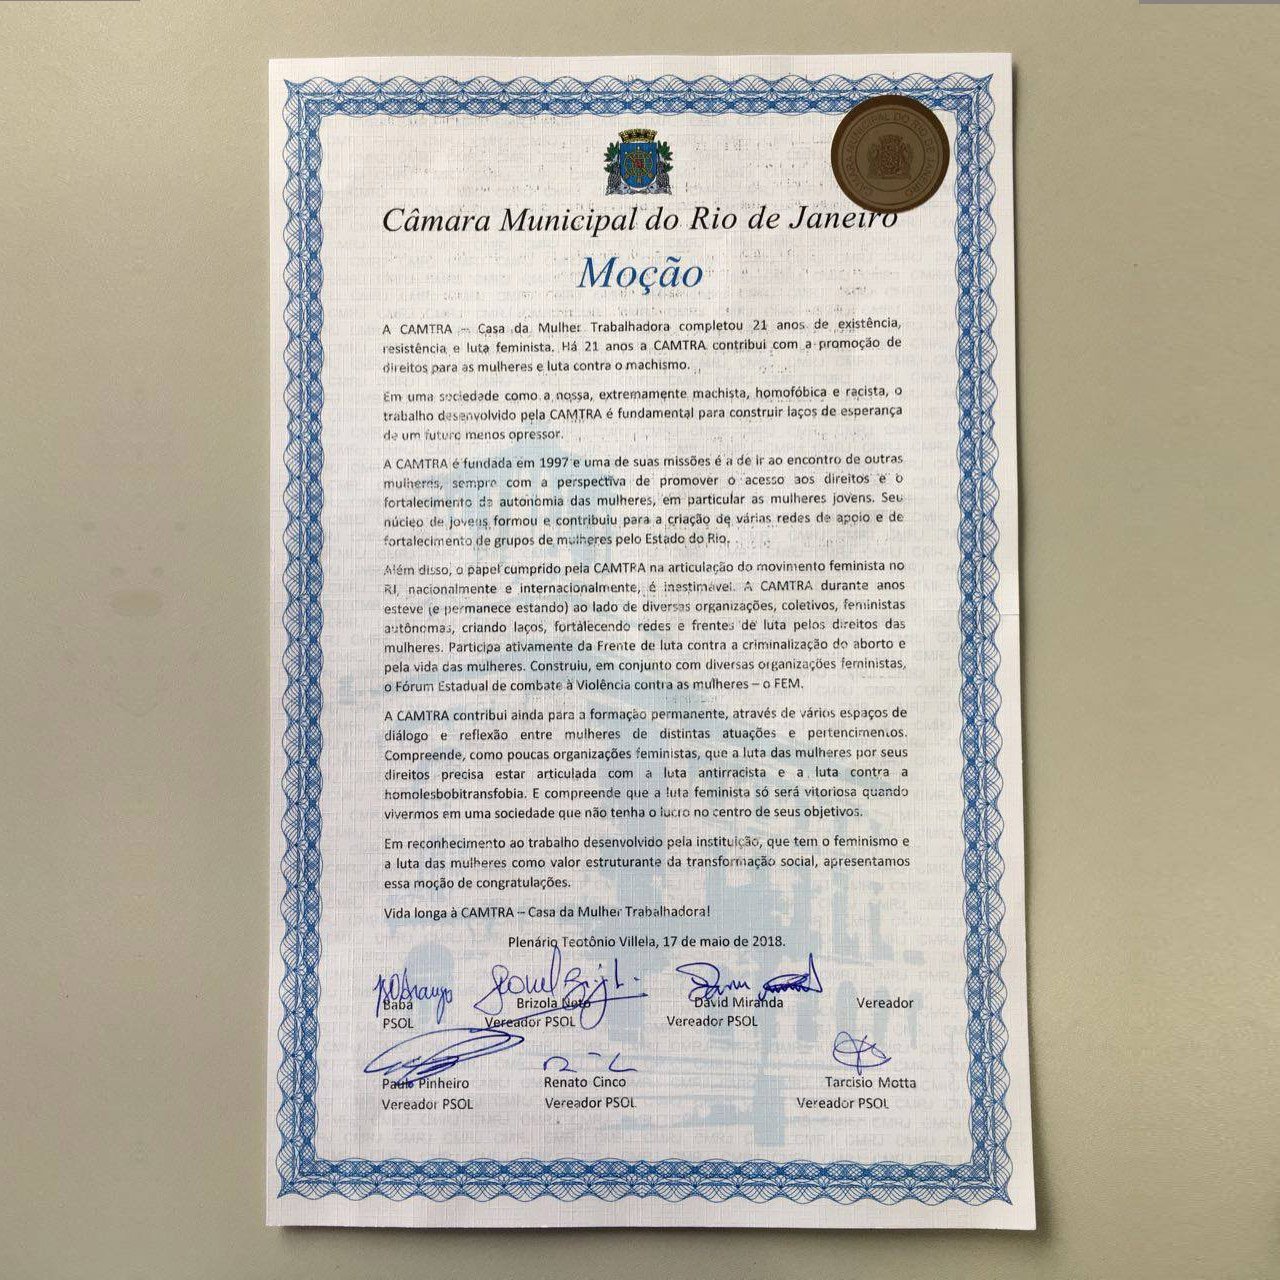 CÂMARA MUNICIPAL DO RIO DE JANEIRO
Câmara Municipal do Rio de Janeiro
Moção
A CAMTRA – Casa da Mulher Trabalhadora completou 21 anos de existência,
resistência e luta feminista. Há 21 anos a CAMTRA contribui com a promoção de
direitos para as mulheres e luta contra o machismo.
Em uma sociedade como a nossa, extremamente machista, homofóbica e racista, o
trabalho desenvolvido pela CAMTRA é fundamental para construir laços de esperança
de um futuro menos opressor.
A CAMTRA é fundada em 1997 e uma de suas missões é a de ir ao encontro de outras
mulheres, sempre com a perspectiva de promover o acesso aos direitos e o
fortalecimento da autonomia das mulheres, em particular as mulheres jovens. Seu
núcleo de jovens formou e contribuiu para a criação de várias redes de apoio e de
fortalecimento de grupos de mulheres pelo Estado do Rio.
Além disso, o papel cumprido pela CAMTRA na articulação do movimento feminista no
RJ, nacionalmente e internacionalmente, é inestimável. A CAMTRA durante anos
esteve (e permanece estando) ao lado de diversas organizações, coletivos, feministas
autônomas, criando laços, fortalecendo redes e frentes de luta pelos direitos das
mulheres. Participa ativamente da Frente de luta contra a criminalização do aborto e
pela vida das mulheres. Construiu, em conjunto com diversas organizações feministas,
o Fórum Estadual de combate à Violência contra as mulheres – o FEM.
A CAMTRA contribui ainda para a formação permanente, através de vários espaços de
diálogo e reflexão entre mulheres de distintas atuações e pertencimentos.
Compreende, como poucas organizações feministas, que a luta das mulheres por seus
direitos precisa estar articulada com a luta antirracista e a luta contra a
homolesbobitransfobia. E compreende que a luta feminista só será vitoriosa quando
vivermos em uma sociedade que não tenha o lucro no centro de seus objetivos.
Em reconhecimento ao trabalho desenvolvido pela instituição, que tem o feminismo e
a luta das mulheres como valor estruturante da transformação social, apresentamos
essa moção de congratulações.
Vida longa à CAMTRA – Casa da Mulher Trabalhadora!
Plenário Teotônio Villela, 17 de maio de 2018.
Babá Brizola Neto David Miranda Vereador
PSOL Vereador PSOL Vereador PSOL
Paulo Pinheiro Renato Cinco Tarcísio Motta
Vereador PSOL Vereador PSOL Vereador PSOL